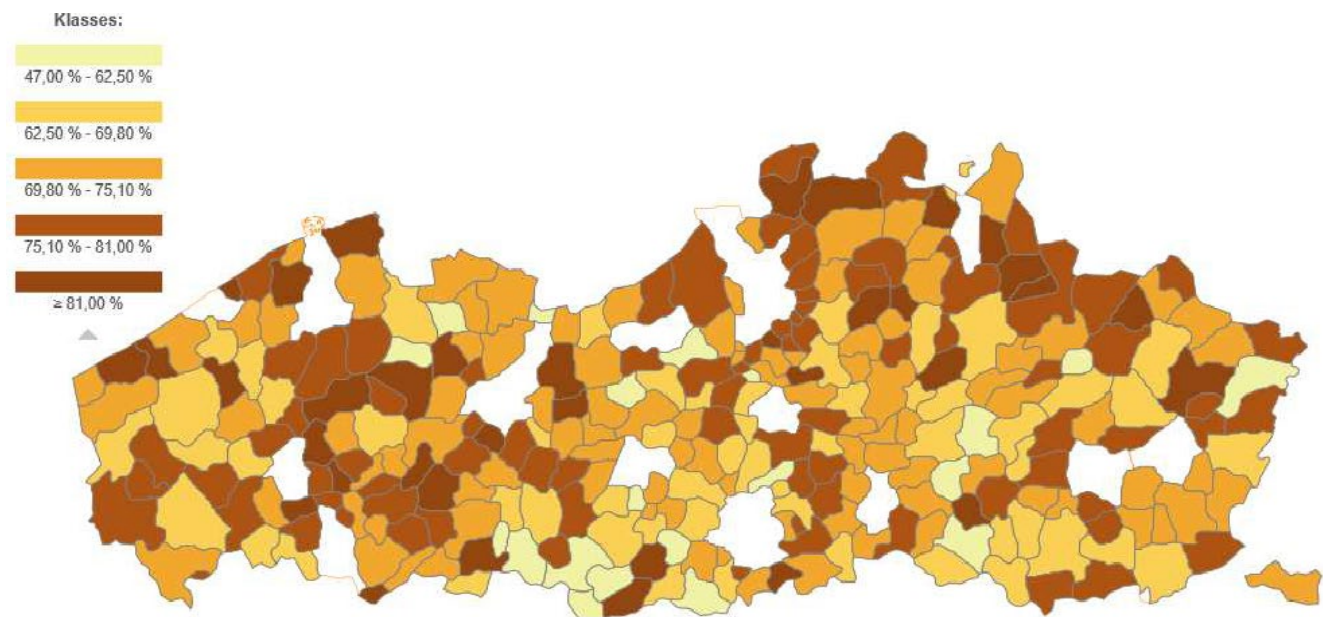 Klasses:
47,00 % - 62,50 %
62,50 % - 69,80 %
69,80 % - 75,10 %
75,10 % - 81,00 %
≥ 81,00 %